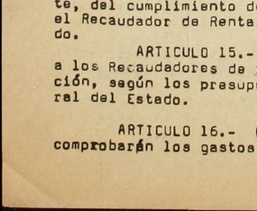 te, del cumplimiento d
el Recaudador de Renta
do.
ARTICULO 15.-
a los Recaudadores de
ción, según los presup
ral del Estado.
ARTICULO 16.- (
comprobarán los gastos